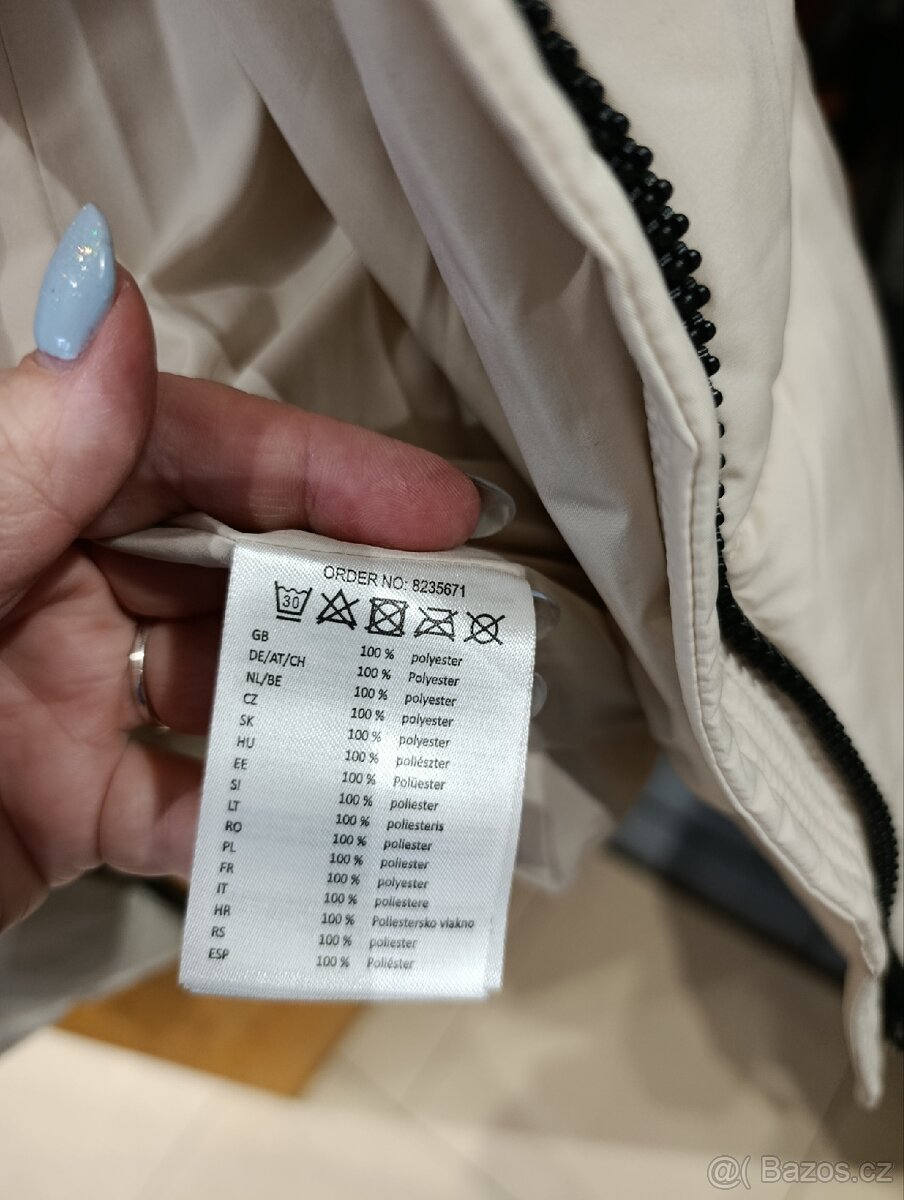 ORDER NO: 8235671
30
GB 100 % polyester
DE/AT/CH 100 % Polyester
NL/BE 100 % polyester
CZ 100 % polyester
SK 100 % polyester
HU 100 % poliészter
EE 100 % Polüester
SI 100 % poliester
LT 100 % poliesteris
RO 100 % poliester
PL 100 % poliester
FR 100 % polyester
IT 100 % poliestere
HR 100 % Poliestersko vlakno
RS 100 % poliester
ESP 100 % Poliéster
@( Bazos.cz